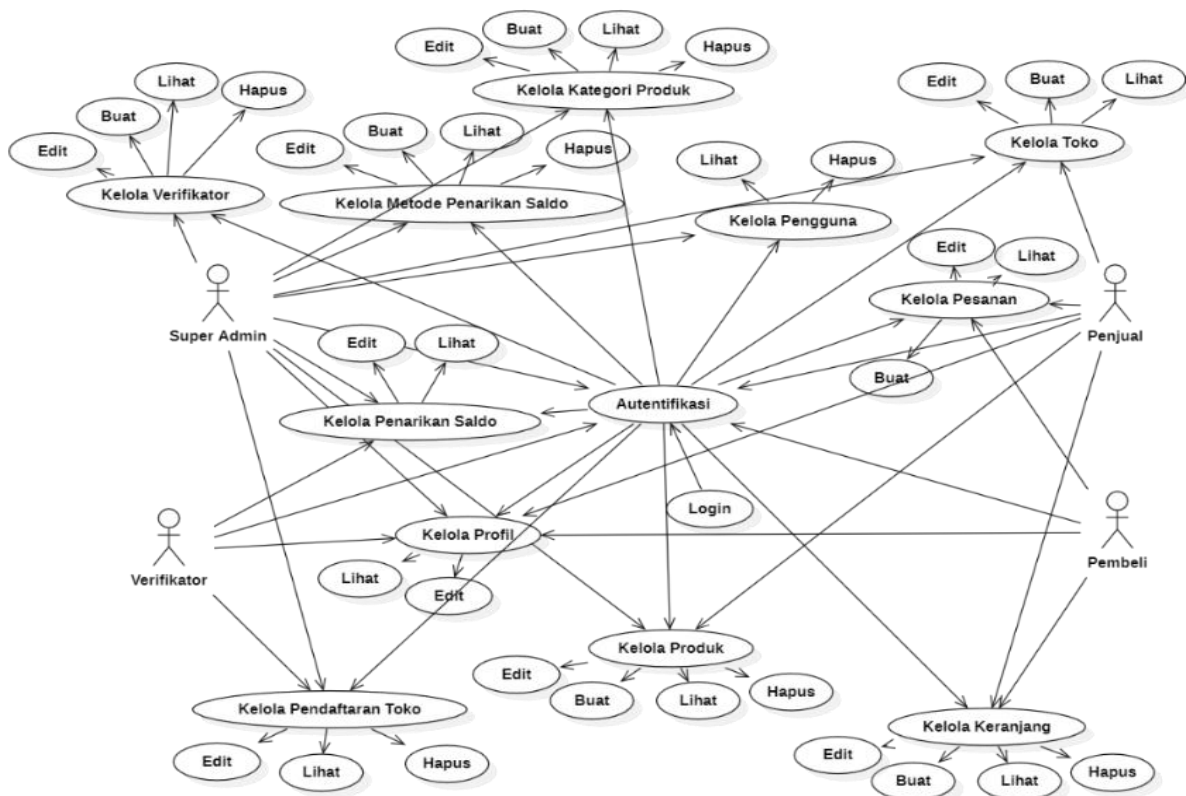 Buat
Lihat
Edit
Hapus
Lihat
Hapus
Kelola Kategori Produk
Edit
Buat
Lihat
Buat
Edit
Buat
Lihat
Hapus
Kelola Toko
Edit
Lihat
Hapus
Kelola Verifikator
Kelola Metode Penarikan Saldo
Kelola Pengguna
Edit
Lihat
Kelola Pesanan
Super Admin
Penjual
Edit
Lihat
Buat
Autentifikasi
Kelola Penarikan Saldo
Login
Kelola Profil
Verifikator
Pembeli
Lihat
Edit
Kelola Produk
Edit
Buat
Lihat
Hapus
Kelola Pendaftaran Toko
Kelola Keranjang
Edit
Lihat
Hapus
Edit
Buat
Lihat
Hapus